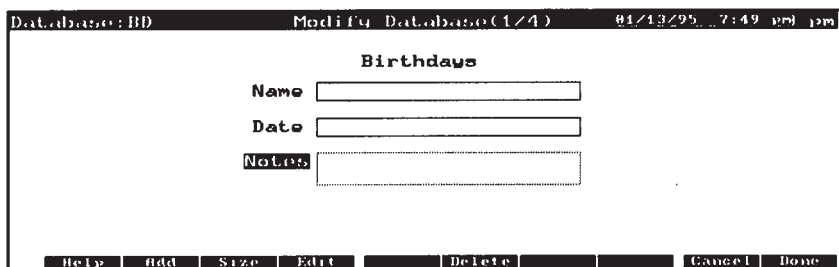 Database:BD Modify Database(1/4) 01/13/95 7:49 pm) pm
Birthdays
Name
Date
Notes
Help Add Size Edit Delete Cancel Done